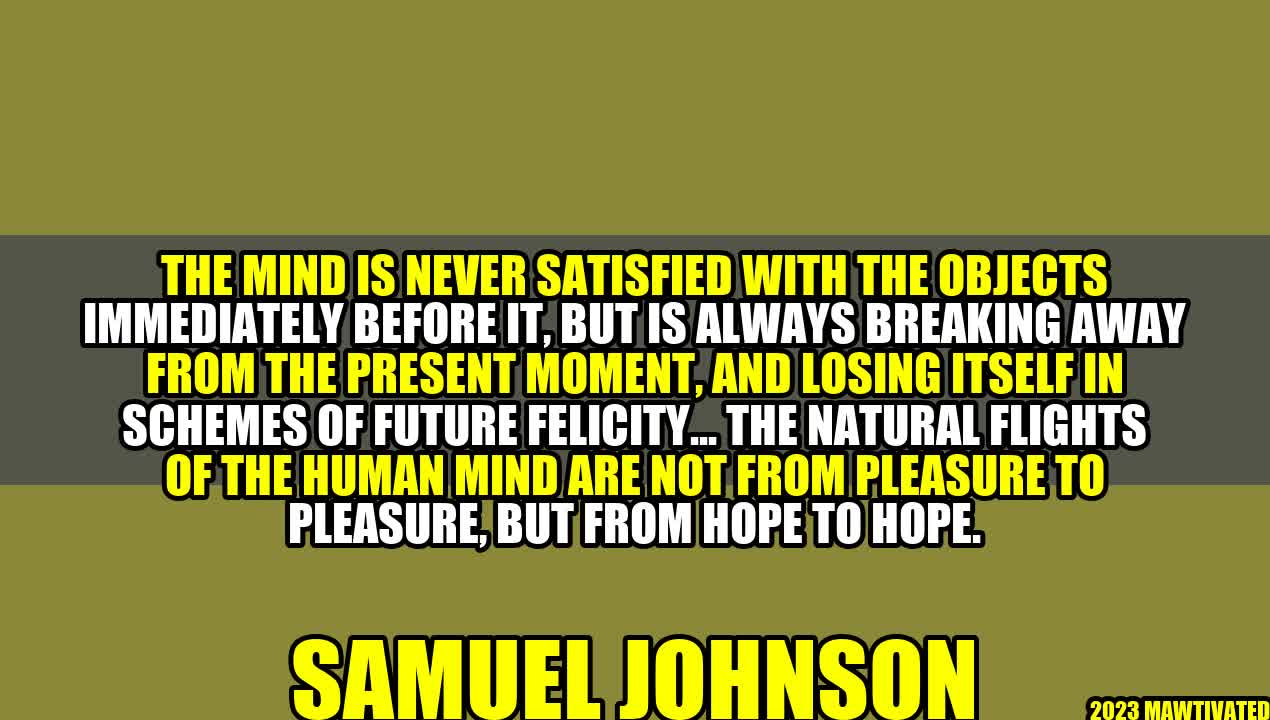 THE MIND IS NEVER SATISFIED WITH THE OBJECTS
IMMEDIATELY BEFORE IT, BUT IS ALWAYS BREAKING AWAY
FROM THE PRESENT MOMENT, AND LOSING ITSELF IN
SCHEMES OF FUTURE FELICITY... THE NATURAL FLIGHTS
OF THE HUMAN MIND ARE NOT FROM PLEASURE TO
PLEASURE, BUT FROM HOPE TO HOPE.
SAMUEL JOHNSON
2023 MAWTIVATED